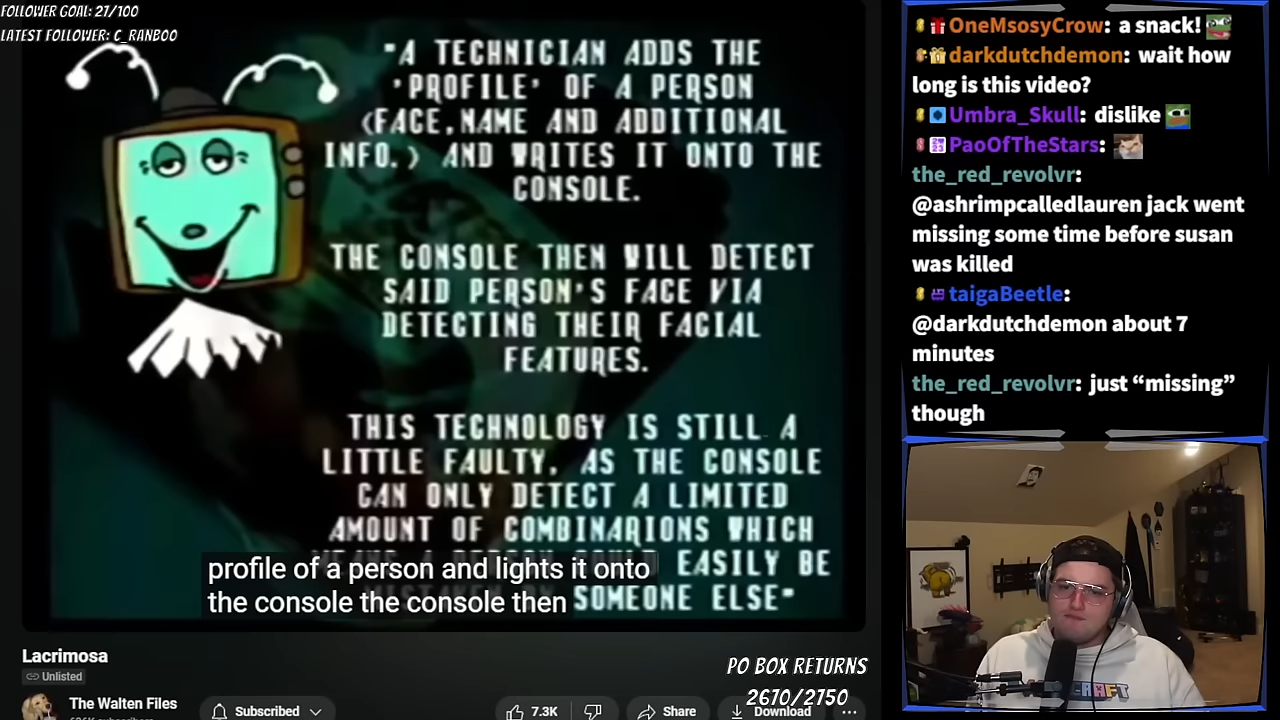 FOLLOWER GOAL: 27/100
LATEST FOLLOWER: C_RANBOO
"A TECHNICIAN ADDS THE
'PROFILE' OF A PERSON
(FACE,NAME AND ADDITIONAL
INFO.) AND WRITES IT ONTO THE
CONSOLE.
THE CONSOLE THEN WILL DETECT
SAID PERSON'S FACE VIA
DETECTING THEIR FACIAL
FEATURES.
THIS TECHNOLOGY IS STILL A
LITTLE FAULTY, AS THE CONSOLE
CAN ONLY DETECT A LIMITED
AMOUNT OF COMBINARIONS WHICH
MEANS A PERSON COULD EASILY BE
SOMEONE ELSE"
profile of a person and lights it onto
the console the console then
Lacrimosa
Unlisted
The Walten Files
Subscribed
7.3K
Share
Download
PO BOX RETURNS
2670/2750
OneMsosyCrow: a snack!
darkdutchdemon: wait how
long is this video?
Umbra_Skull: dislike
PaoOfTheStars:
the_red_revolvr:
@ashrimpcalledlauren jack went
missing some time before susan
was killed
taigaBeetle:
@darkdutchdemon about 7
minutes
the_red_revolvr: just “missing”
though